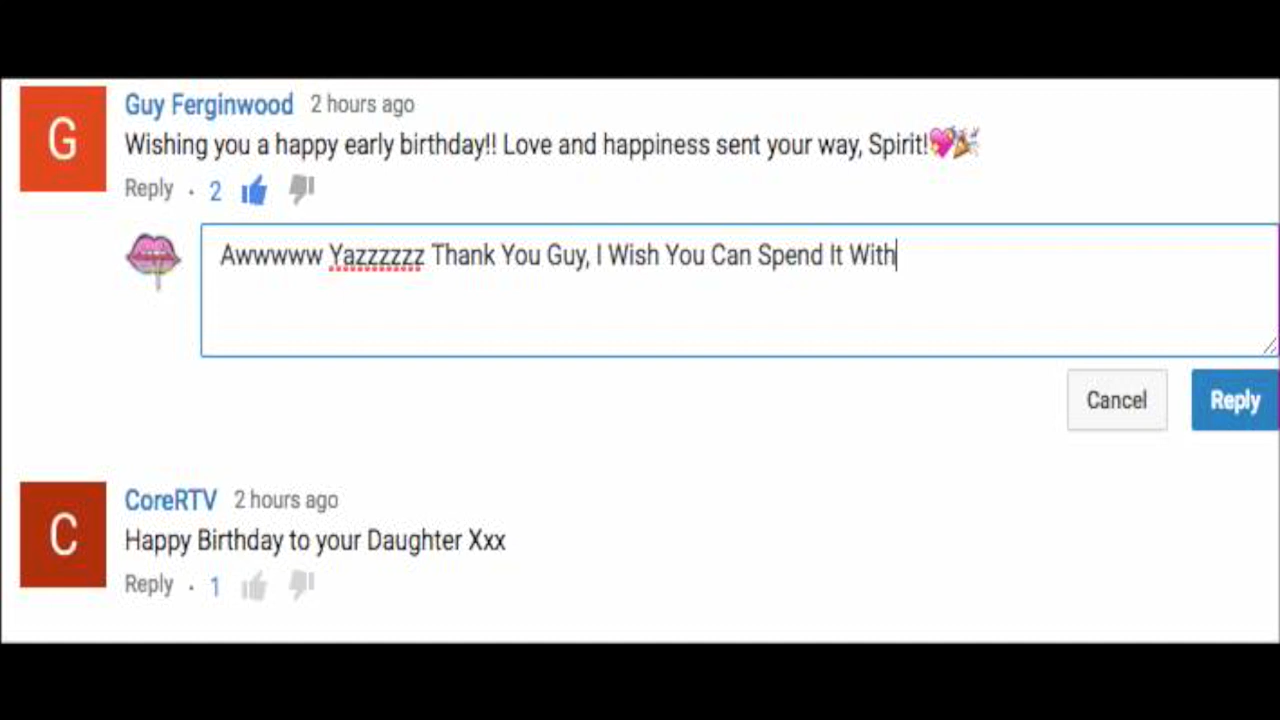 G
Guy Ferginwood 2 hours ago
Wishing you a happy early birthday!! Love and happiness sent your way, Spirit!💖🎉
Reply · 2
Awwwww Yazzzzzz Thank You Guy, I Wish You Can Spend It With
Cancel Reply
C
CoreRTV 2 hours ago
Happy Birthday to your Daughter Xxx
Reply · 1